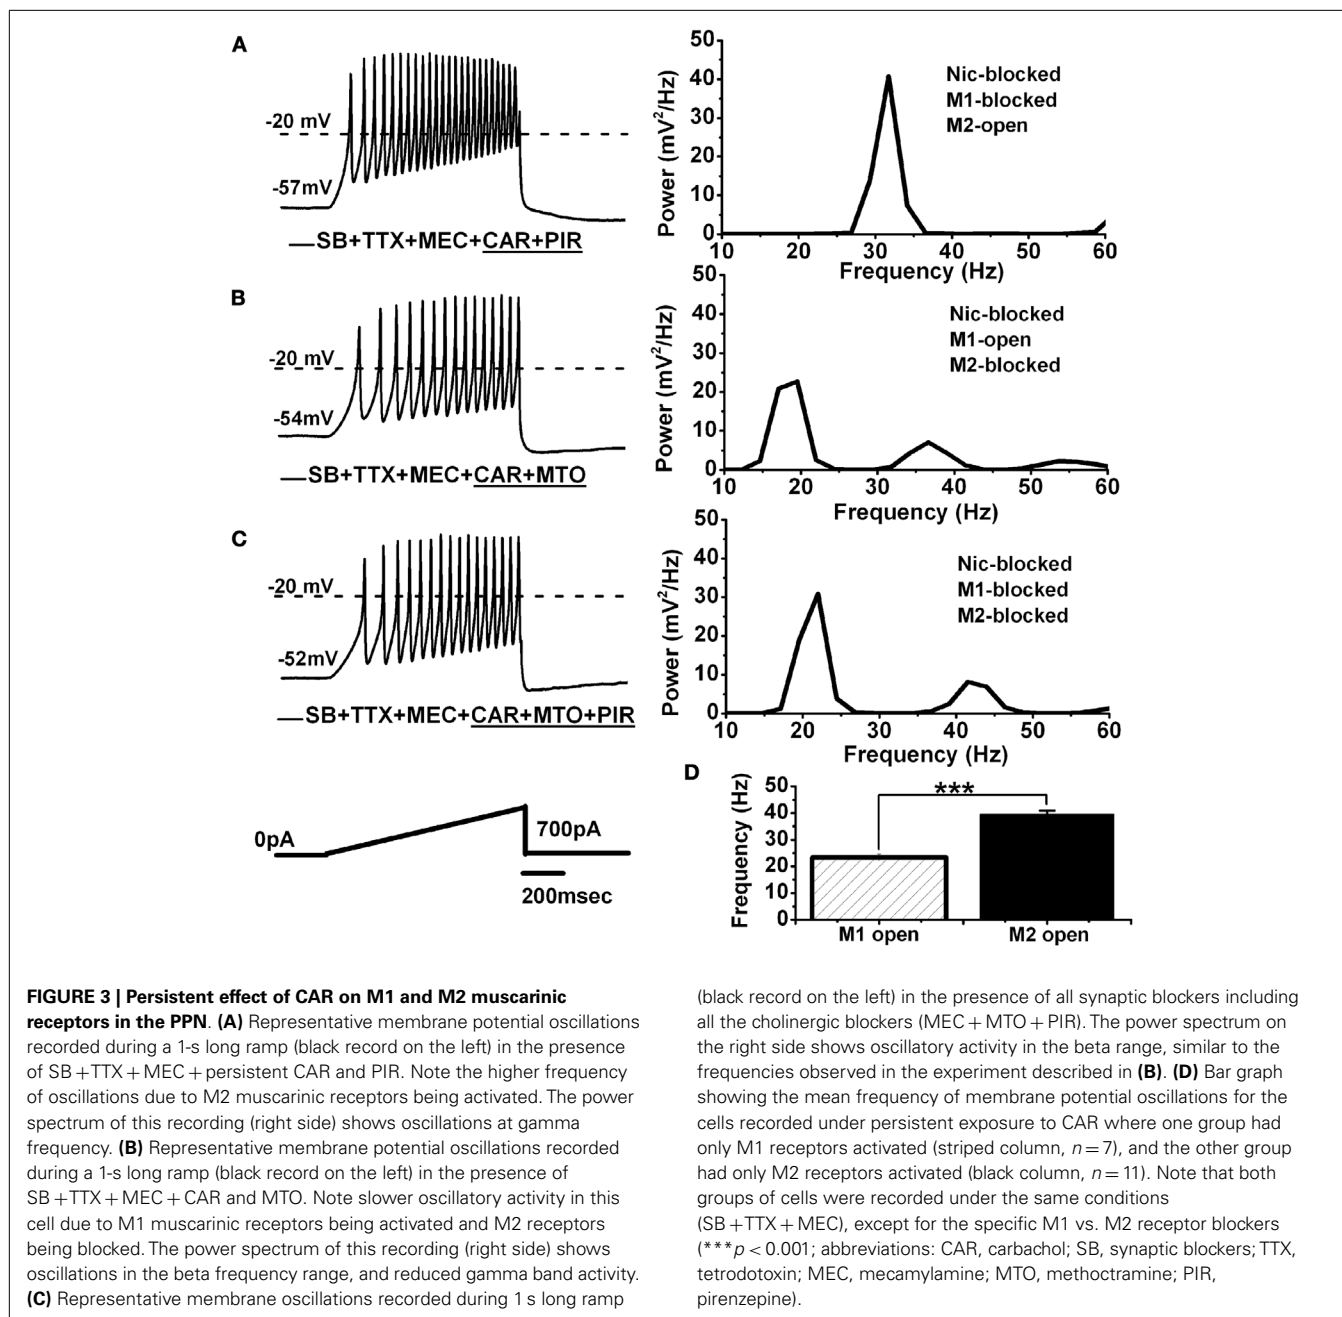 A
-20 mV
-57mV
—SB+TTX+MEC+CAR+PIR
Power (mV²/Hz)
50
40
30
20
10
0
10 20 30 40 50 60
Frequency (Hz)
Nic-blocked
M1-blocked
M2-open
B
-20 mV
-54mV
—SB+TTX+MEC+CAR+MTO
Power (mV²/Hz)
50
40
30
20
10
0
10 20 30 40 50 60
Frequency (Hz)
Nic-blocked
M1-open
M2-blocked
C
-20 mV
-52mV
—SB+TTX+MEC+CAR+MTO+PIR
Power (mV²/Hz)
50
40
30
20
10
0
10 20 30 40 50 60
Frequency (Hz)
Nic-blocked
M1-blocked
M2-blocked
0pA
700pA
200msec
D
Frequency (Hz)
50
40
30
20
10
0
***
M1 open M2 open
FIGURE 3 | Persistent effect of CAR on M1 and M2 muscarinic
receptors in the PPN. (A) Representative membrane potential oscillations
recorded during a 1-s long ramp (black record on the left) in the presence
of SB+TTX+MEC+persistent CAR and PIR. Note the higher frequency
of oscillations due to M2 muscarinic receptors being activated. The power
spectrum of this recording (right side) shows oscillations at gamma
frequency. (B) Representative membrane potential oscillations recorded
during a 1-s long ramp (black record on the left) in the presence of
SB+TTX+MEC+CAR and MTO. Note slower oscillatory activity in this
cell due to M1 muscarinic receptors being activated and M2 receptors
being blocked. The power spectrum of this recording (right side) shows
oscillations in the beta frequency range, and reduced gamma band activity.
(C) Representative membrane oscillations recorded during 1 s long ramp
(black record on the left) in the presence of all synaptic blockers including
all the cholinergic blockers (MEC+MTO+PIR). The power spectrum on
the right side shows oscillatory activity in the beta range, similar to the
frequencies observed in the experiment described in (B). (D) Bar graph
showing the mean frequency of membrane potential oscillations for the
cells recorded under persistent exposure to CAR where one group had
only M1 receptors activated (striped column, n=7), and the other group
had only M2 receptors activated (black column, n=11). Note that both
groups of cells were recorded under the same conditions
(SB+TTX+MEC), except for the specific M1 vs. M2 receptor blockers
(***p<0.001; abbreviations: CAR, carbachol; SB, synaptic blockers; TTX,
tetrodotoxin; MEC, mecamylamine; MTO, methoctramine; PIR,
pirenzepine).